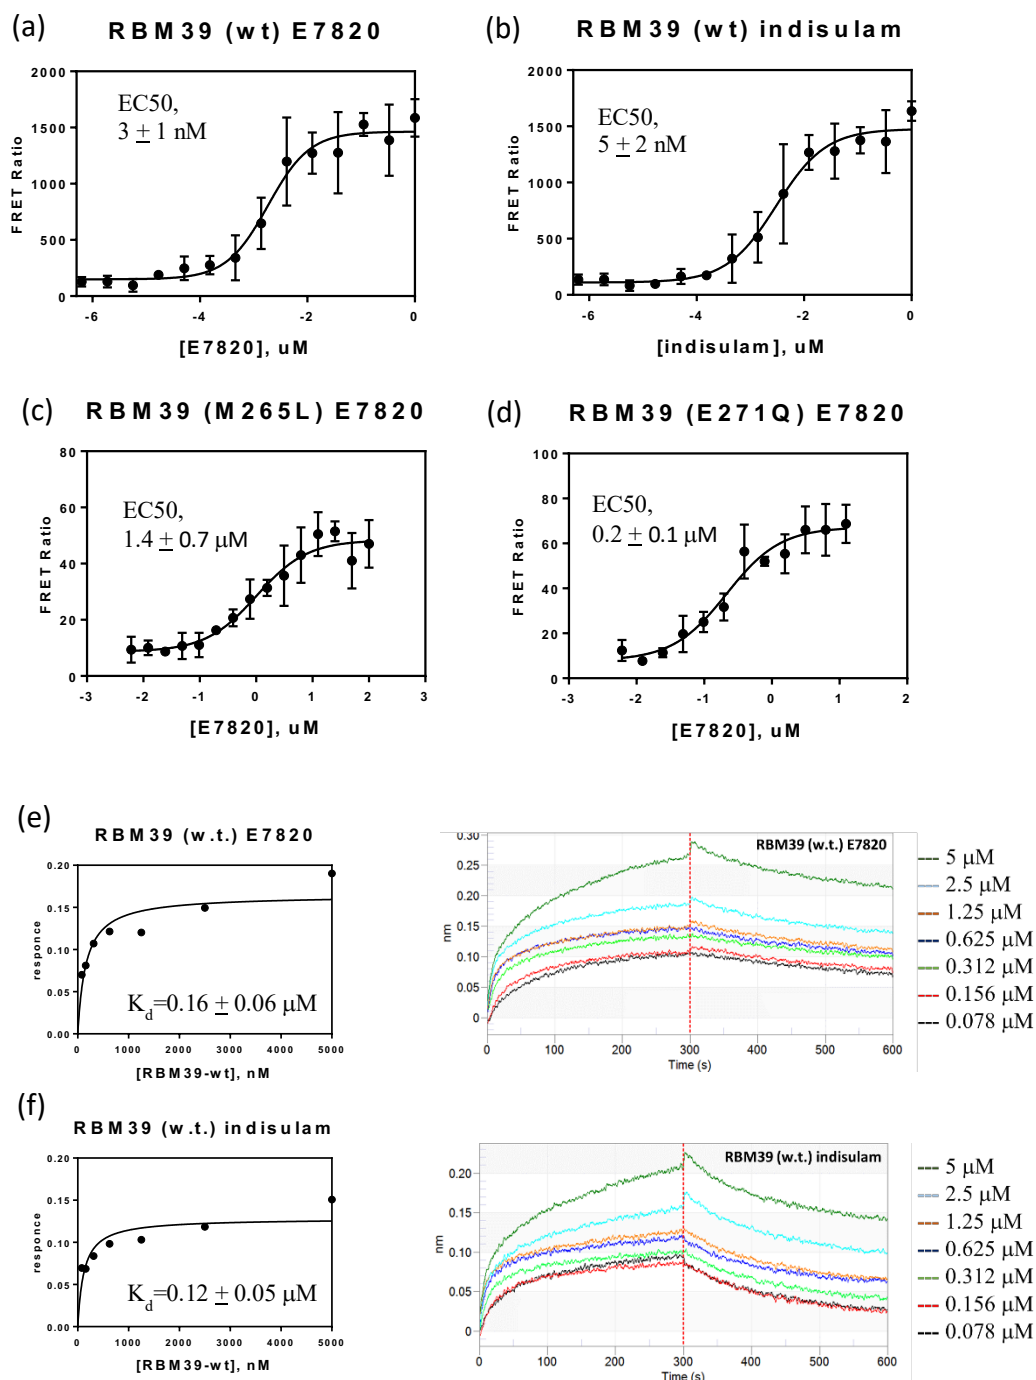 (a)
RBM39 (wt) E7820
EC50,
3 ± 1 nM
FRET Ratio
2000
1500
1000
500
0
-6
-4
-2
0
[E7820], uM
(b)
RBM39 (wt) indisulam
EC50,
5 ± 2 nM
FRET Ratio
2000
1500
1000
500
0
-6
-4
-2
0
[indisulam], uM
(c)
RBM39 (M265L) E7820
EC50,
1.4 ± 0.7 μM
FRET Ratio
80
60
40
20
0
-3
-2
-1
0
1
2
3
[E7820], uM
(d)
RBM39 (E271Q) E7820
EC50,
0.2 ± 0.1 μM
FRET Ratio
100
80
60
40
20
0
-3
-2
-1
0
1
2
[E7820], uM
(e)
RBM39 (w.t.) E7820
responce
0.20
0.15
0.10
0.05
0.00
Kd=0.16 ± 0.06 μM
0
1000
2000
3000
4000
5000
[RBM39-wt], nM
RBM39 (w.t.) E7820
nm
0.30
0.25
0.20
0.15
0.10
0.05
0
0
100
200
300
400
500
600
Time (s)
5 μM
2.5 μM
1.25 μM
0.625 μM
0.312 μM
0.156 μM
0.078 μM
(f)
RBM39 (w.t.) indisulam
responce
0.20
0.15
0.10
0.05
0.00
Kd=0.12 ± 0.05 μM
0
1000
2000
3000
4000
5000
[RBM39-wt], nM
RBM39 (w.t.) indisulam
nm
0.20
0.15
0.10
0.05
0
0
100
200
300
400
500
600
Time (s)
5 μM
2.5 μM
1.25 μM
0.625 μM
0.312 μM
0.156 μM
0.078 μM